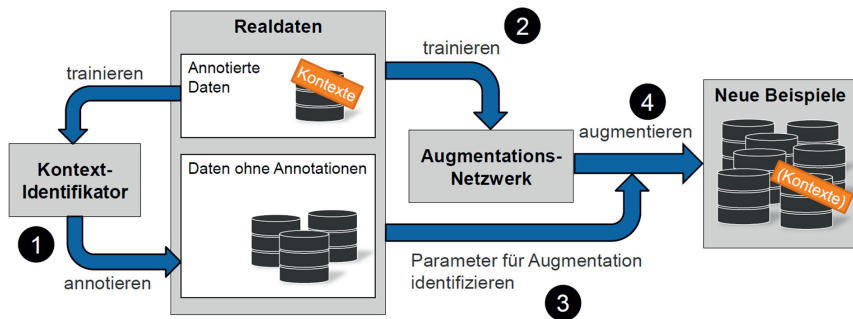 Realdaten
2
trainieren
Annotierte
Daten
Kontexte
trainieren
4
Neue Beispiele
augmentieren
Kontext-
Identifikator
Daten ohne Annotationen
Augmentations-
Netzwerk
(Kontexte)
1
annotieren
Parameter für Augmentation
identifizieren
3